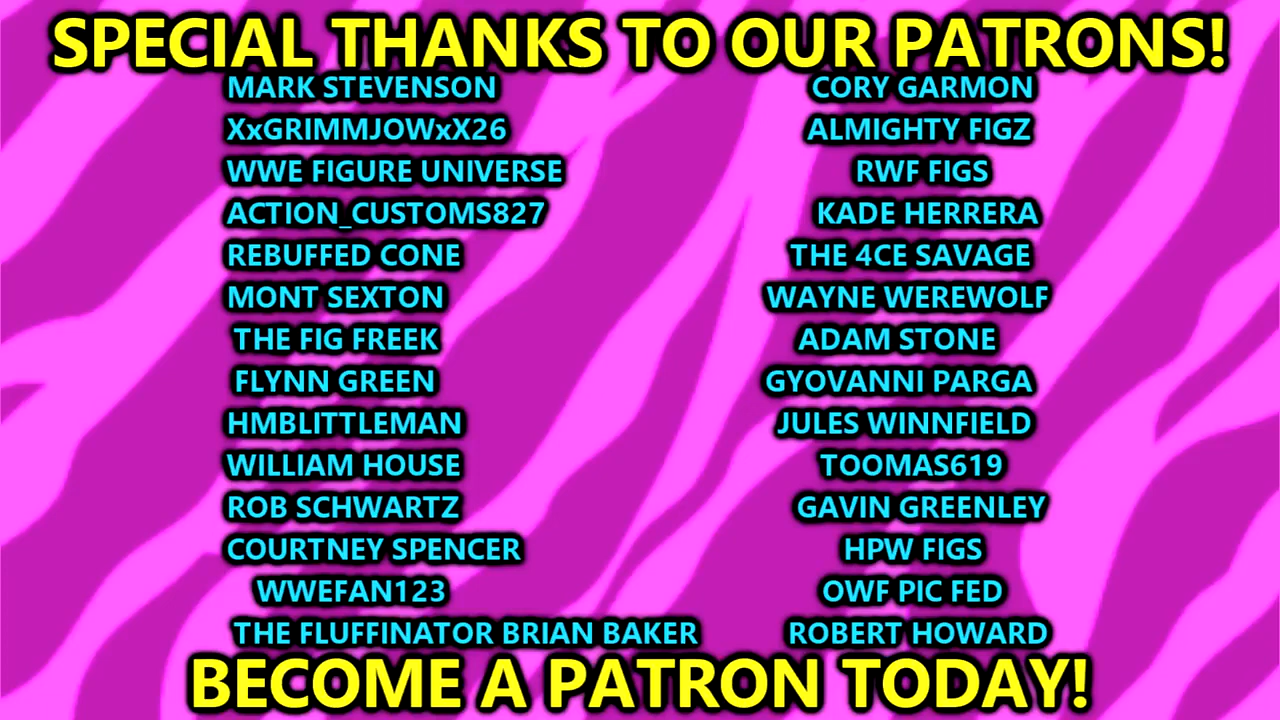 SPECIAL THANKS TO OUR PATRONS!
MARK STEVENSON
XxGRIMMJOWxX26
WWE FIGURE UNIVERSE
ACTION_CUSTOMS827
REBUFFED CONE
MONT SEXTON
THE FIG FREEK
FLYNN GREEN
HMBLITTLEMAN
WILLIAM HOUSE
ROB SCHWARTZ
COURTNEY SPENCER
WWEFAN123
THE FLUFFINATOR BRIAN BAKER
CORY GARMON
ALMIGHTY FIGZ
RWF FIGS
KADE HERRERA
THE 4CE SAVAGE
WAYNE WEREWOLF
ADAM STONE
GYOVANNI PARGA
JULES WINNFIELD
TOOMAS619
GAVIN GREENLEY
HPW FIGS
OWF PIC FED
ROBERT HOWARD
BECOME A PATRON TODAY!